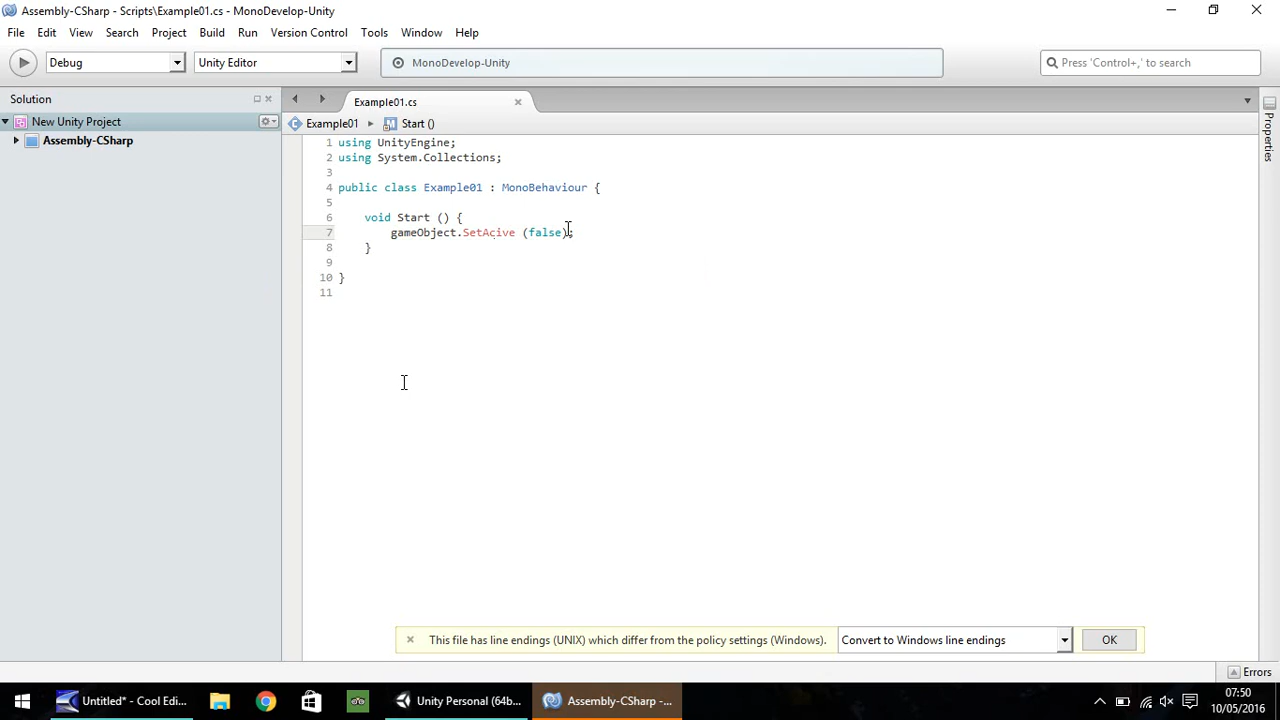 Assembly-CSharp - Scripts\Example01.cs - MonoDevelop-Unity
File Edit View Search Project Build Run Version Control Tools Window Help
Debug Unity Editor MonoDevelop-Unity Press 'Control+,' to search
Solution Example01.cs
New Unity Project Example01 Start ()
Assembly-CSharp
Properties
1 using UnityEngine;
2 using System.Collections;
3
4 public class Example01 : MonoBehaviour {
5
6 void Start () {
7 gameObject.SetAcive (false);
8 }
9
10 }
11
This file has line endings (UNIX) which differ from the policy settings (Windows). Convert to Windows line endings OK
Errors
Untitled* - Cool Edi... Unity Personal (64b... Assembly-CSharp -... 07:50
10/05/2016